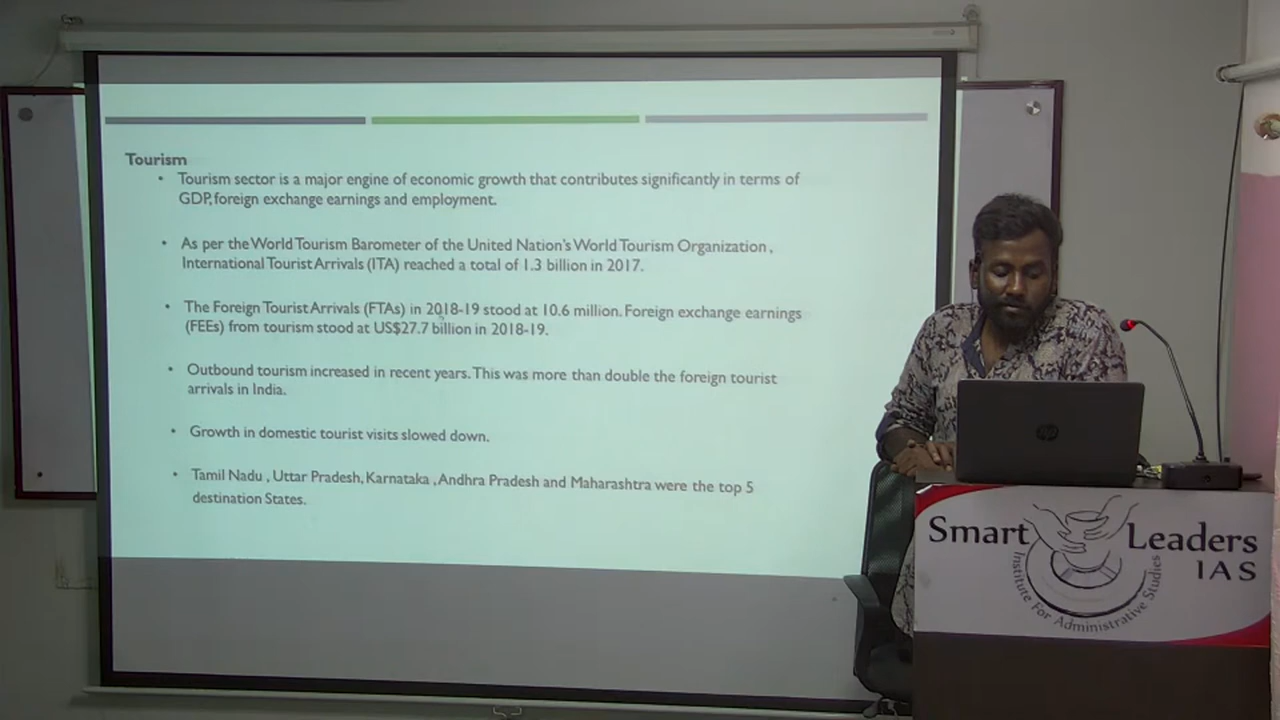 Tourism
• Tourism sector is a major engine of economic growth that contributes significantly in terms of
GDP,foreign exchange earnings and employment.
• As per the World Tourism Barometer of the United Nation's World Tourism Organization ,
International Tourist Arrivals (ITA) reached a total of 1.3 billion in 2017.
• The Foreign Tourist Arrivals (FTAs) in 2018-19 stood at 10.6 million. Foreign exchange earnings
(FEEs) from tourism stood at US$27.7 billion in 2018-19.
• Outbound tourism increased in recent years. This was more than double the foreign tourist
arrivals in India.
• Growth in domestic tourist visits slowed down.
• Tamil Nadu , Uttar Pradesh, Karnataka , Andhra Pradesh and Maharashtra were the top 5
destination States.
hp
Smart Leaders
IAS
Institute For Administrative Studies